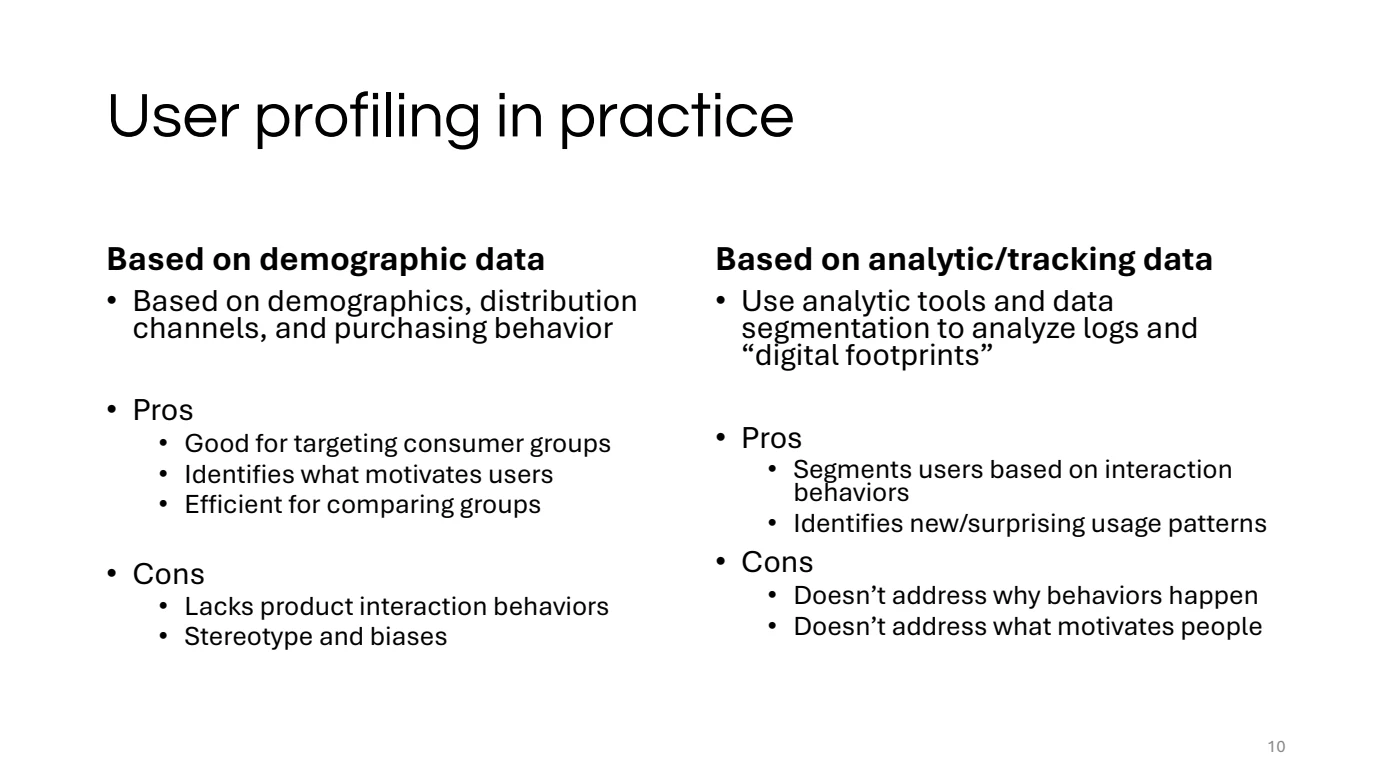 User profiling in practice
Based on demographic data
• Based on demographics, distribution
channels, and purchasing behavior
• Pros
• Good for targeting consumer groups
• Identifies what motivates users
• Efficient for comparing groups
• Cons
• Lacks product interaction behaviors
• Stereotype and biases
Based on analytic/tracking data
• Use analytic tools and data
segmentation to analyze logs and
“digital footprints”
• Pros
• Segments users based on interaction
behaviors
• Identifies new/surprising usage patterns
• Cons
• Doesn’t address why behaviors happen
• Doesn’t address what motivates people
10